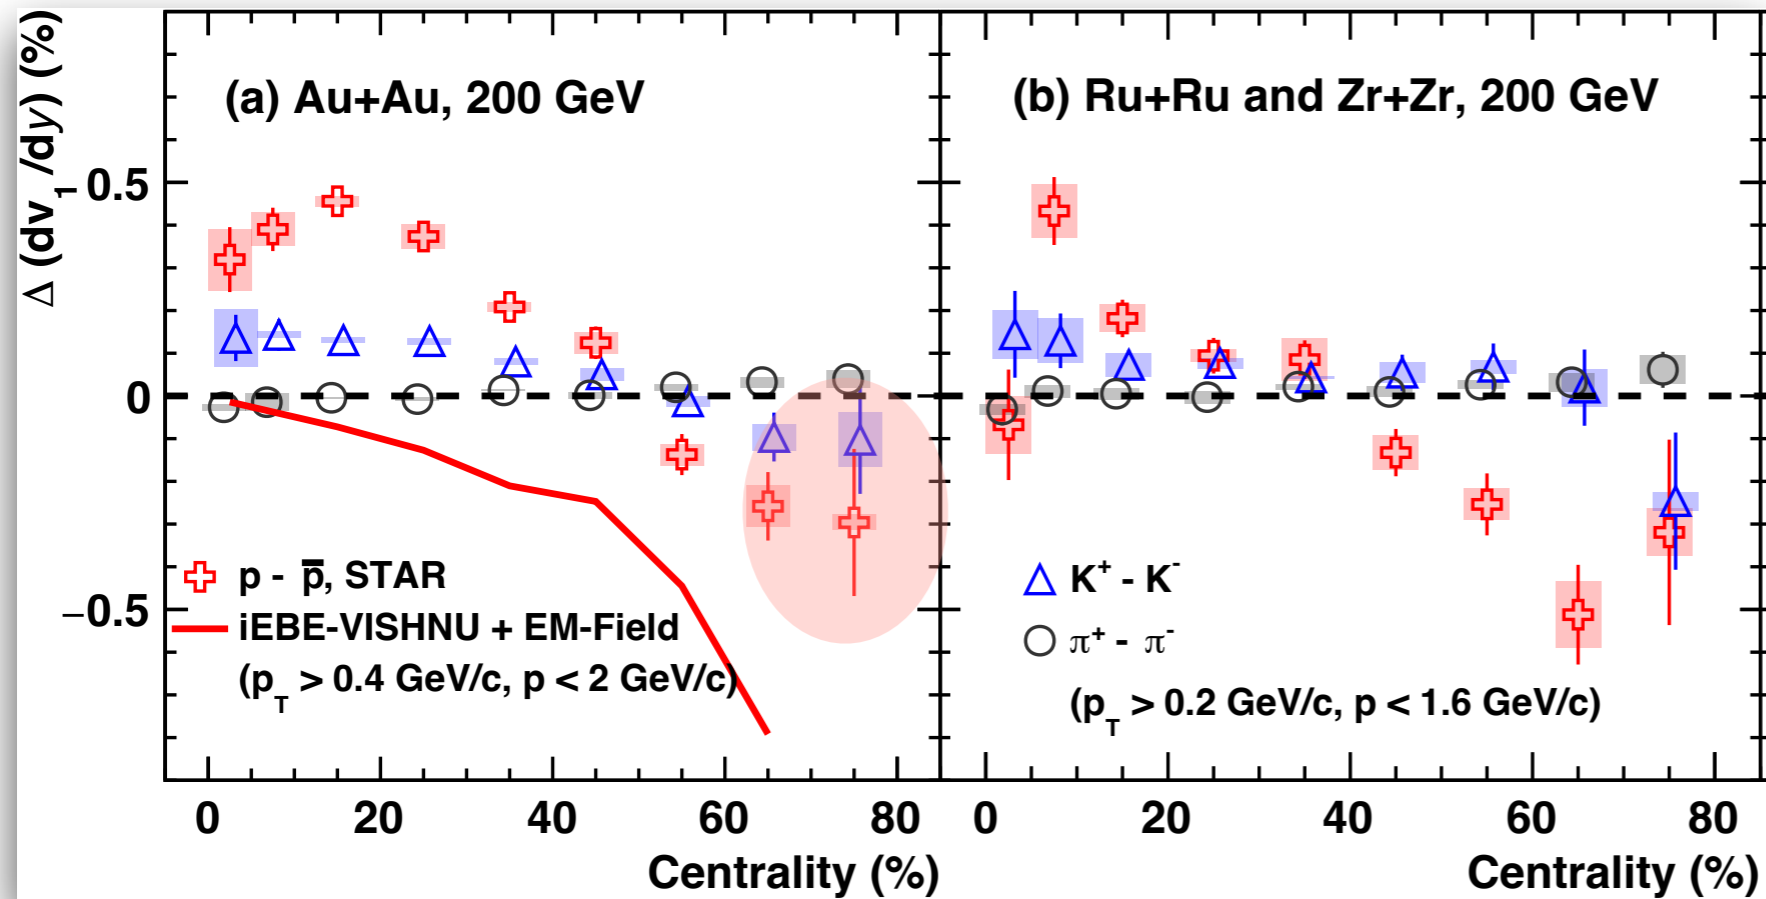 Δ (dv₁/dy) (%)
(a) Au+Au, 200 GeV
(b) Ru+Ru and Zr+Zr, 200 GeV
0.5
0
−0.5
p - p̅, STAR
iEBE-VISHNU + EM-Field
(p_T > 0.4 GeV/c, p < 2 GeV/c)
K⁺ - K⁻
π⁺ - π⁻
(p_T > 0.2 GeV/c, p < 1.6 GeV/c)
0 20 40 60 80
0 20 40 60 80
Centrality (%)
Centrality (%)